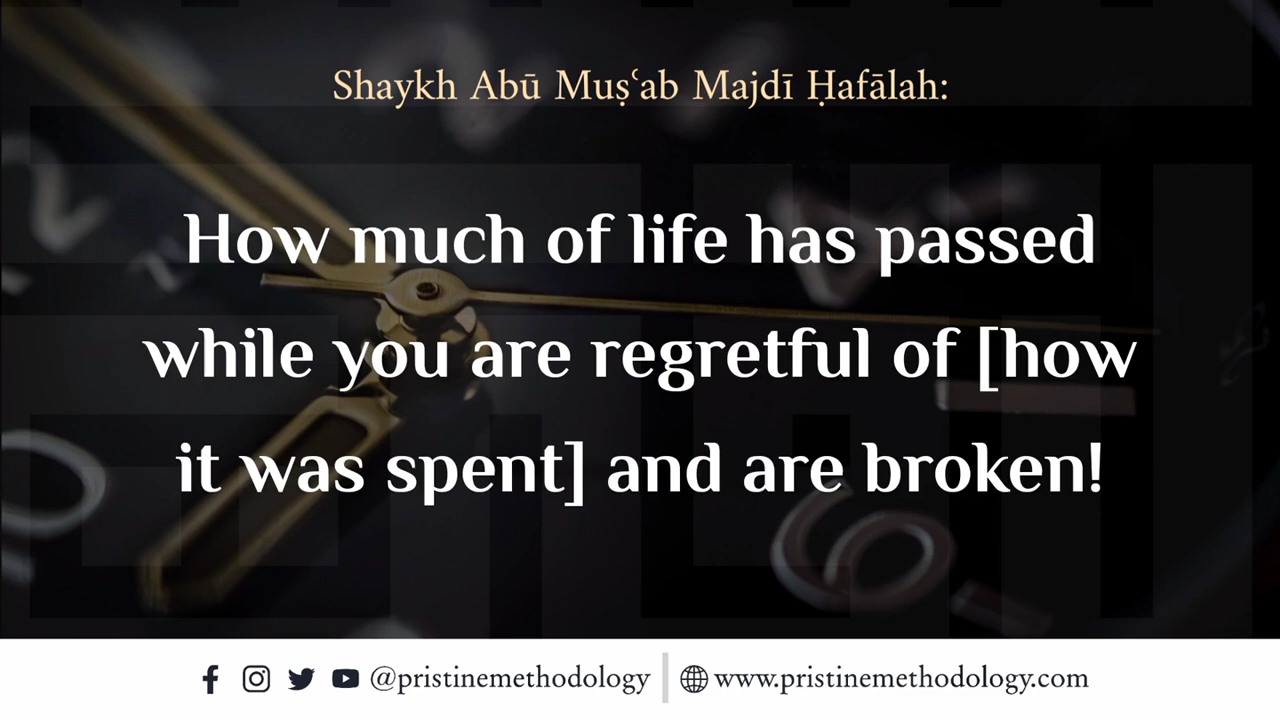 Shaykh Abū Muṣʿab Majdī Ḥafālah:
How much of life has passed
while you are regretful of [how
it was spent] and are broken!
@pristinemethodology | www.pristinemethodology.com